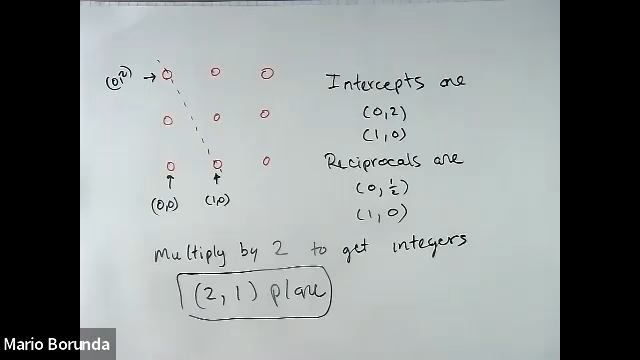 (0,2)
Intercepts are
(0,2)
(1,0)
Reciprocals are
(0,½)
(1,0)
(0,0)
(1,0)
Multiply by 2 to get integers
(2,1) plane
Mario Borunda